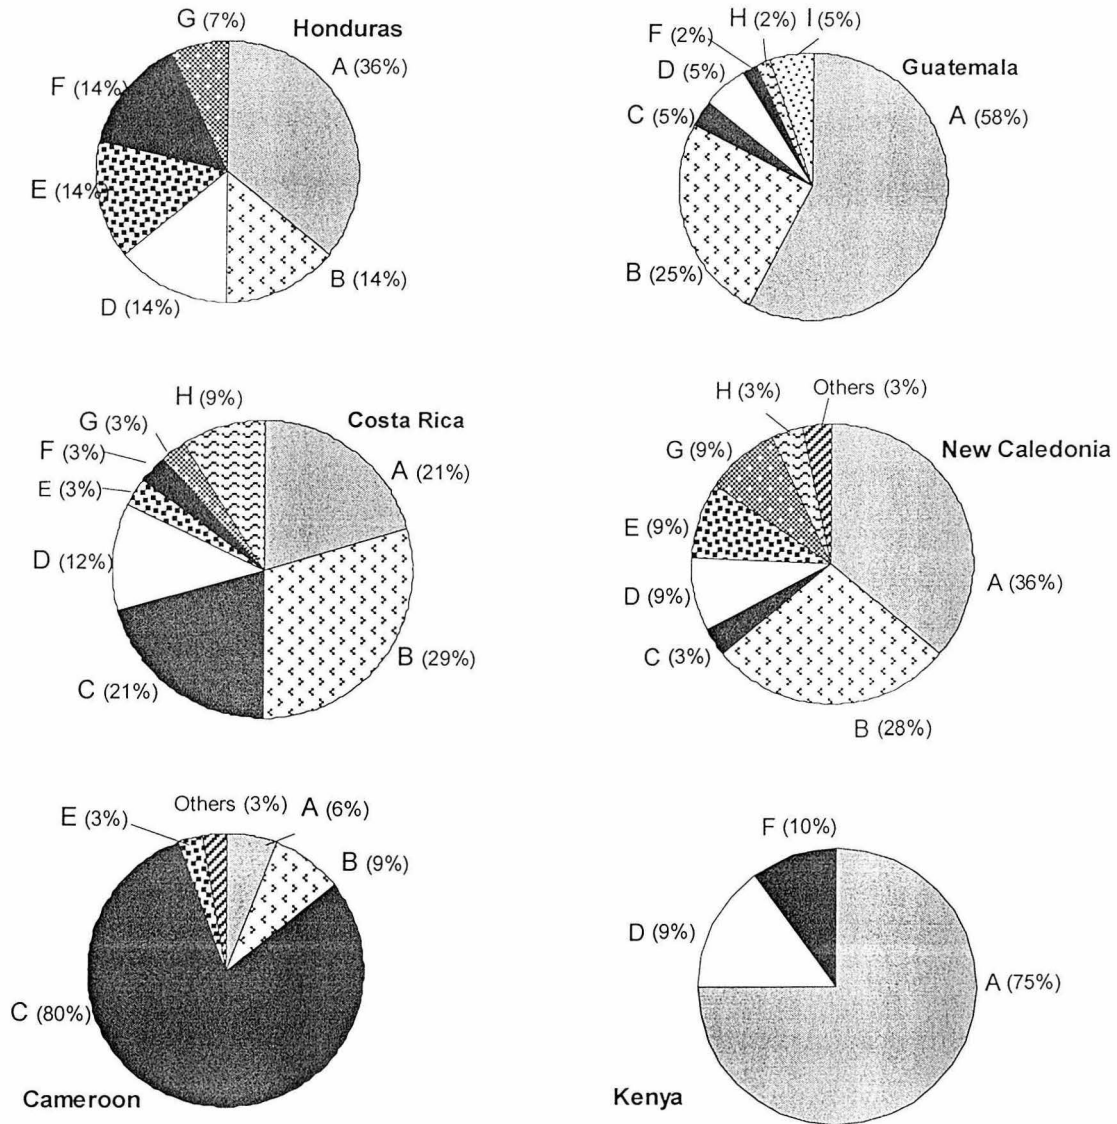 Honduras
G (7%)
A (36%)
F (14%)
E (14%)
D (14%)
B (14%)
Guatemala
H (2%) I (5%)
F (2%)
D (5%)
C (5%)
A (58%)
B (25%)
Costa Rica
H (9%)
G (3%)
F (3%)
E (3%)
A (21%)
D (12%)
B (29%)
C (21%)
New Caledonia
H (3%) Others (3%)
G (9%)
E (9%)
D (9%)
A (36%)
C (3%)
B (28%)
Others (3%) A (6%)
E (3%)
B (9%)
C (80%)
Cameroon
F (10%)
D (9%)
A (75%)
Kenya